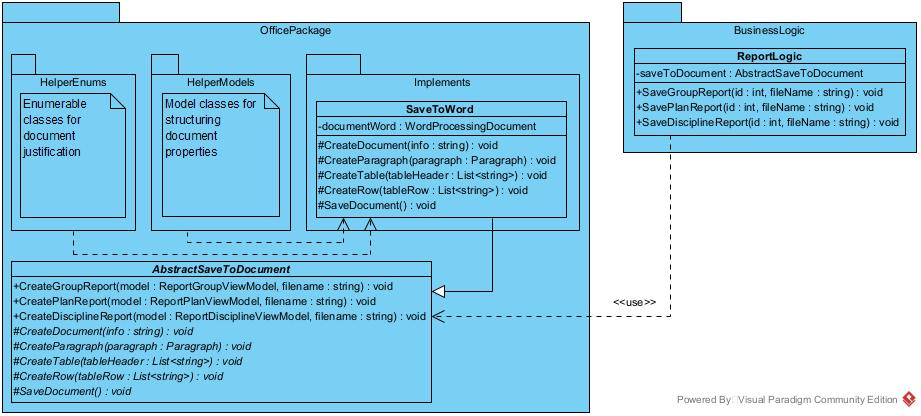 OfficePackage
HelperEnums
Enumerable
classes for
document
justification
HelperModels
Model classes for
structuring
document
properties
Implements
SaveToWord
-documentWord : WordProcessingDocument
#CreateDocument(info : string) : void
#CreateParagraph(paragraph : Paragraph) : void
#CreateTable(tableHeader : List<string>) : void
#CreateRow(tableRow : List<string>) : void
#SaveDocument() : void
AbstractSaveToDocument
+CreateGroupReport(model : ReportGroupViewModel, filename : string) : void
+CreatePlanReport(model : ReportPlanViewModel, filename : string) : void
+CreateDisciplineReport(model : ReportDisciplineViewModel, filename : string) : void
#CreateDocument(info : string) : void
#CreateParagraph(paragraph : Paragraph) : void
#CreateTable(tableHeader : List<string>) : void
#CreateRow(tableRow : List<string>) : void
#SaveDocument() : void
BusinessLogic
ReportLogic
-saveToDocument : AbstractSaveToDocument
+SaveGroupReport(id : int, fileName : string) : void
+SavePlanReport(id : int, fileName : string) : void
+SaveDisciplineReport(id : int, fileName : string) : void
<<use>>
Powered By Visual Paradigm Community Edition